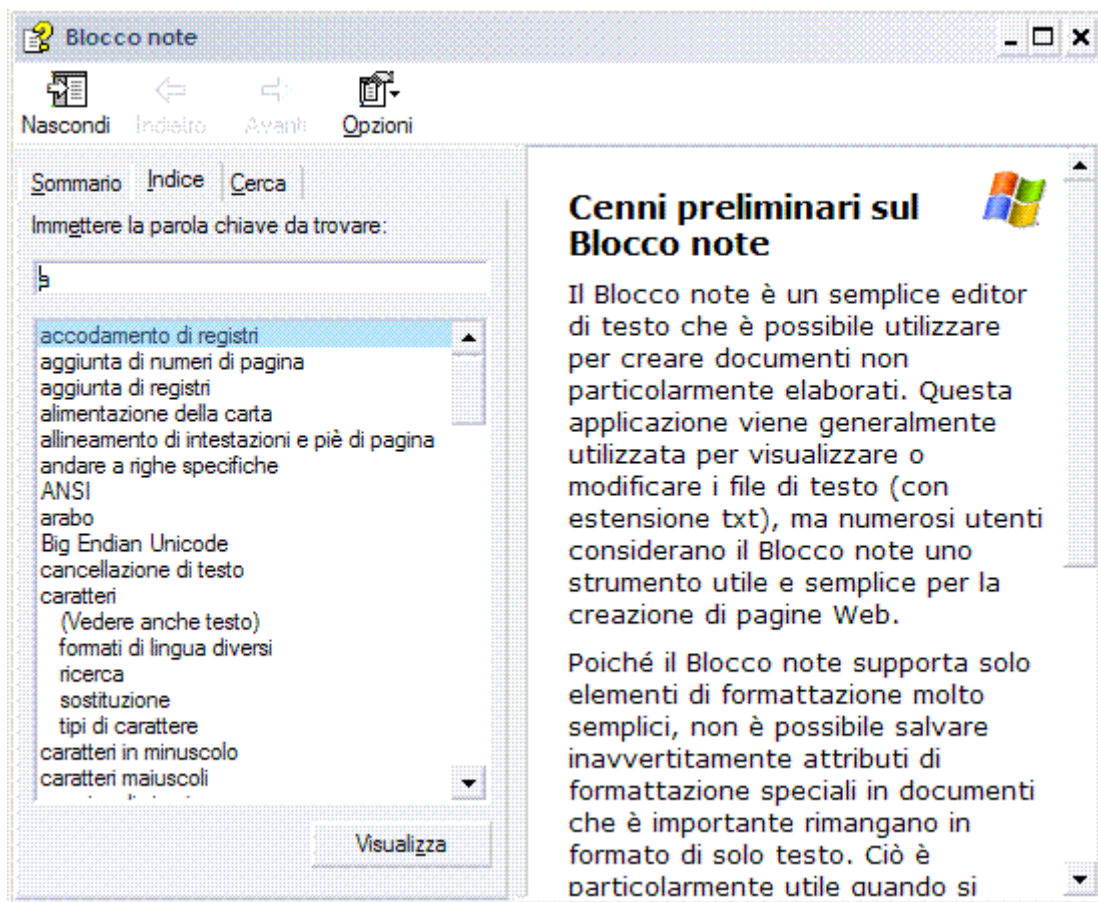 Blocco note
Nascondi Indietro Avanti Opzioni
Sommario Indice Cerca
Immettere la parola chiave da trovare:
a
accodamento di registri
aggiunta di numeri di pagina
aggiunta di registri
alimentazione della carta
allineamento di intestazioni e piè di pagina
andare a righe specifiche
ANSI
arabo
Big Endian Unicode
cancellazione di testo
caratteri
(Vedere anche testo)
formati di lingua diversi
ricerca
sostituzione
tipi di carattere
caratteri in minuscolo
caratteri maiuscoli
Visualizza
Cenni preliminari sul
Blocco note
Il Blocco note è un semplice editor
di testo che è possibile utilizzare
per creare documenti non
particolarmente elaborati. Questa
applicazione viene generalmente
utilizzata per visualizzare o
modificare i file di testo (con
estensione txt), ma numerosi utenti
considerano il Blocco note uno
strumento utile e semplice per la
creazione di pagine Web.
Poiché il Blocco note supporta solo
elementi di formattazione molto
semplici, non è possibile salvare
inavvertitamente attributi di
formattazione speciali in documenti
che è importante rimangano in
formato di solo testo. Ciò è
particolarmente utile quando si